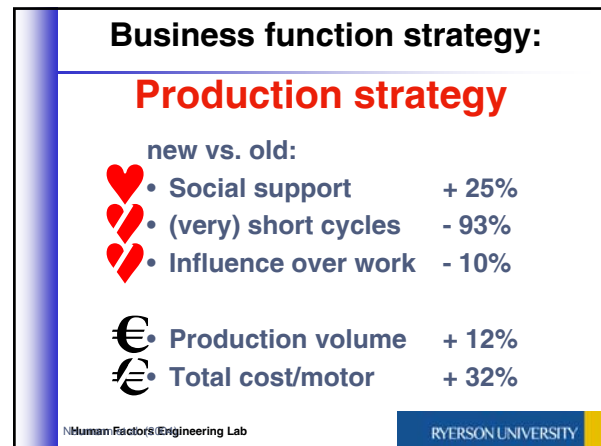 Business function strategy:
Production strategy
new vs. old:
• Social support + 25%
• (very) short cycles - 93%
• Influence over work - 10%
€• Production volume + 12%
€• Total cost/motor + 32%
Human Factors Engineering Lab
RYERSON UNIVERSITY